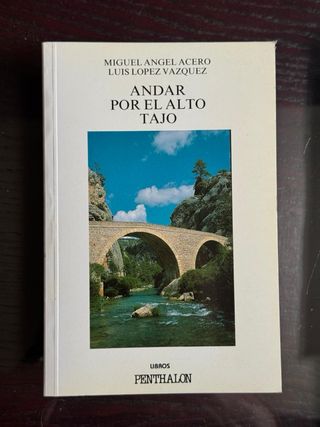 MIGUEL ANGEL ACERO
LUIS LOPEZ VAZQUEZ
ANDAR
POR EL ALTO
TAJO
LIBROS
PENTHALON